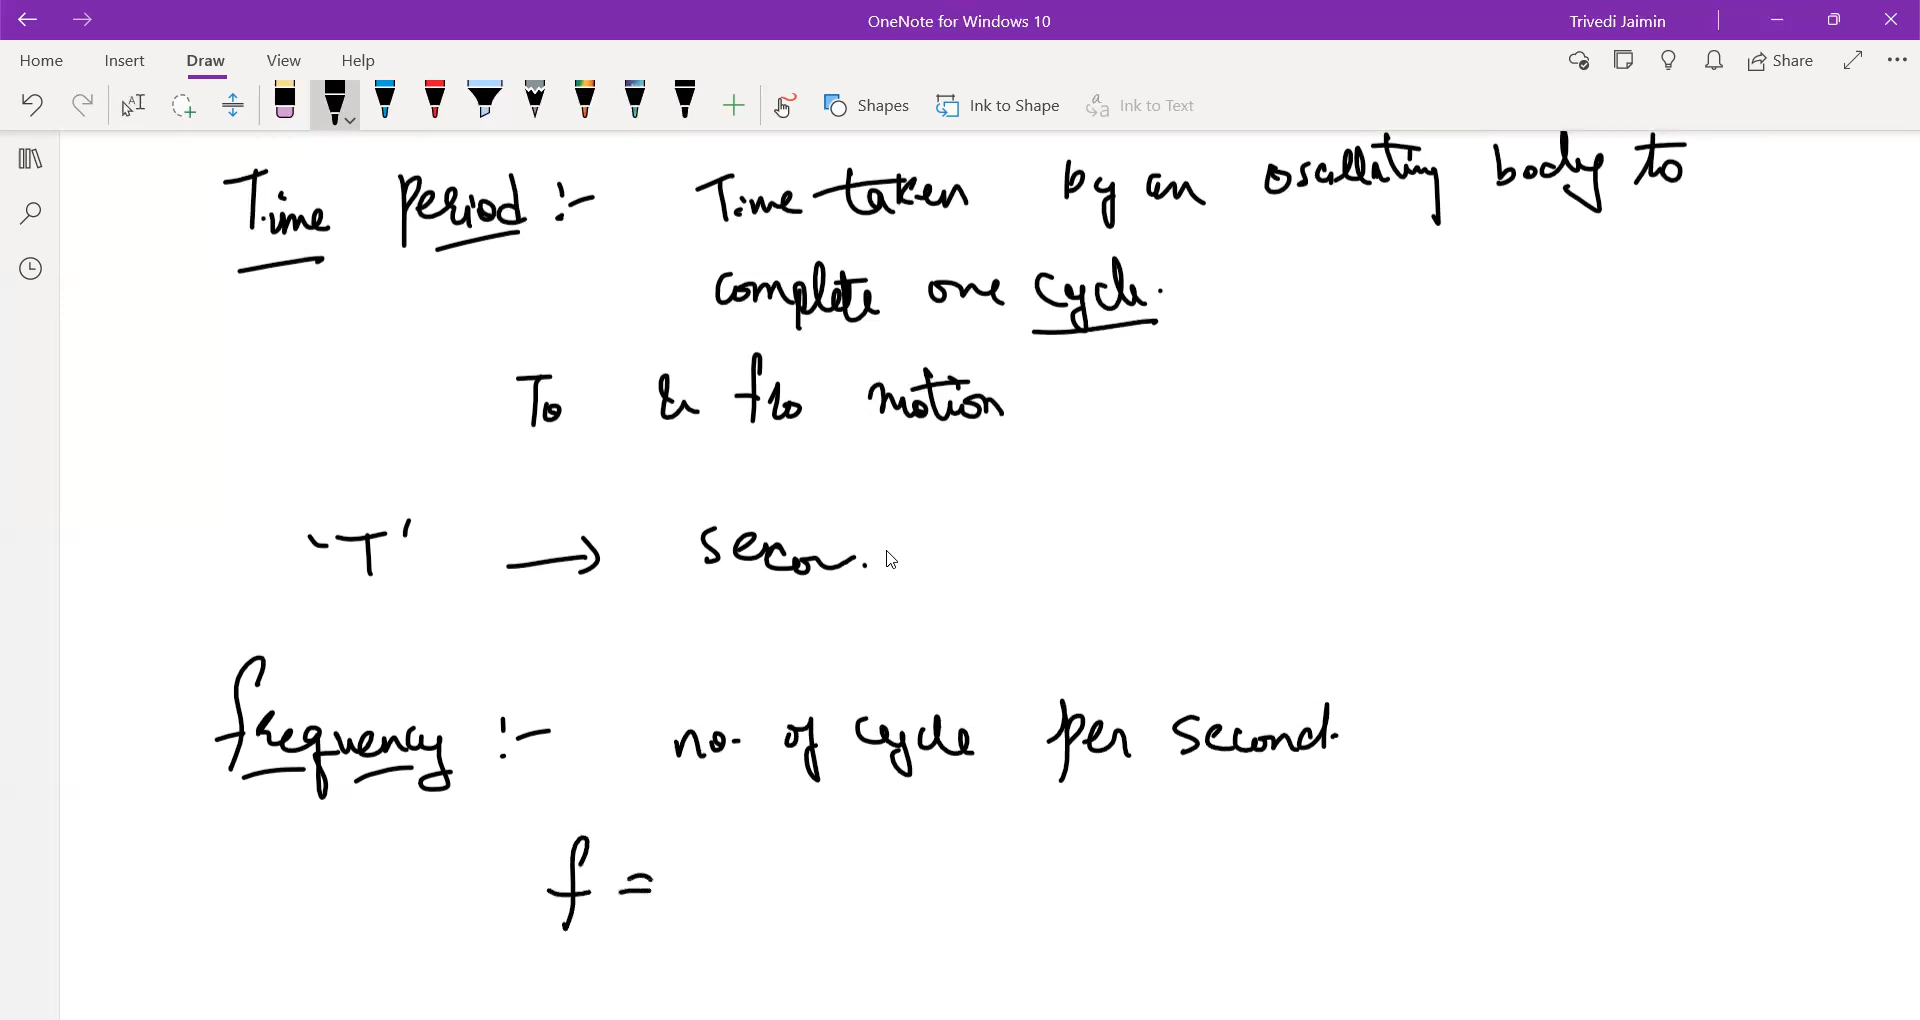 OneNote for Windows 10
Trivedi Jaimin
Home Insert Draw View Help
Share
Shapes Ink to Shape Ink to Text
Time Period :- Time taken by an oscillating body to
complete one cycle.
To & fro motion
'T' → secon.
frequency :- no. of cycle per second.
f =